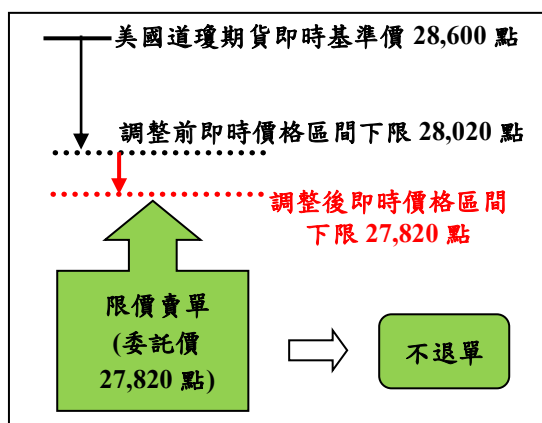 美國道瓊期貨即時基準價 28,600 點
調整前即時價格區間下限 28,020 點
調整後即時價格區間
下限 27,820 點
限價賣單
(委託價
27,820 點)
不退單